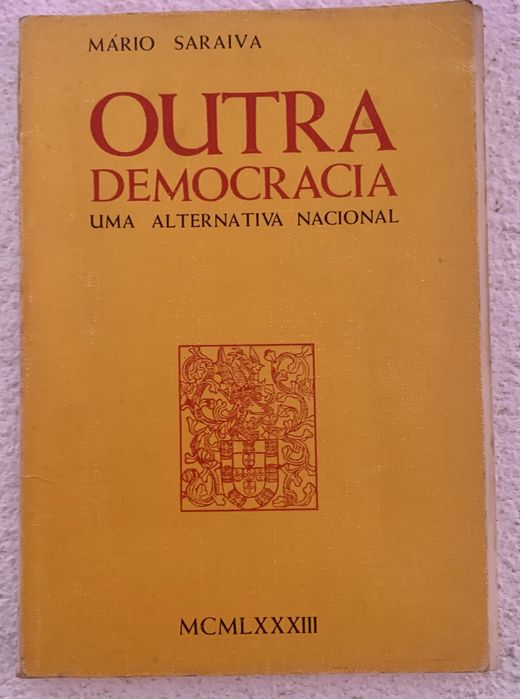 MÁRIO SARAIVA
OUTRA
DEMOCRACIA
UMA ALTERNATIVA NACIONAL
MCMLXXXIII